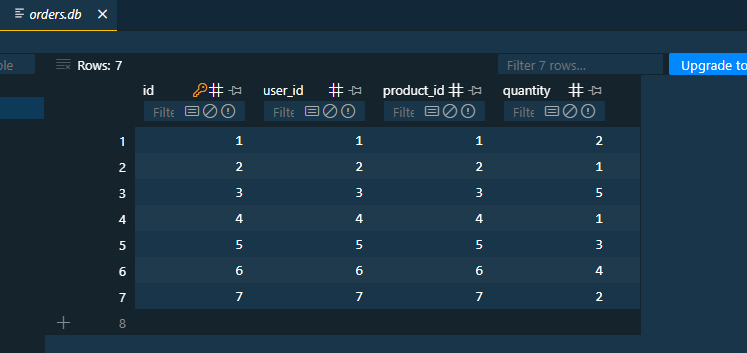 orders.db
ble Rows: 7 Filter 7 rows... Upgrade to
id user_id product_id quantity
Filte Filte Filte Filte
1 1 1 1 2
2 2 2 2 1
3 3 3 3 5
4 4 4 4 1
5 5 5 5 3
6 6 6 6 4
7 7 7 7 2
8